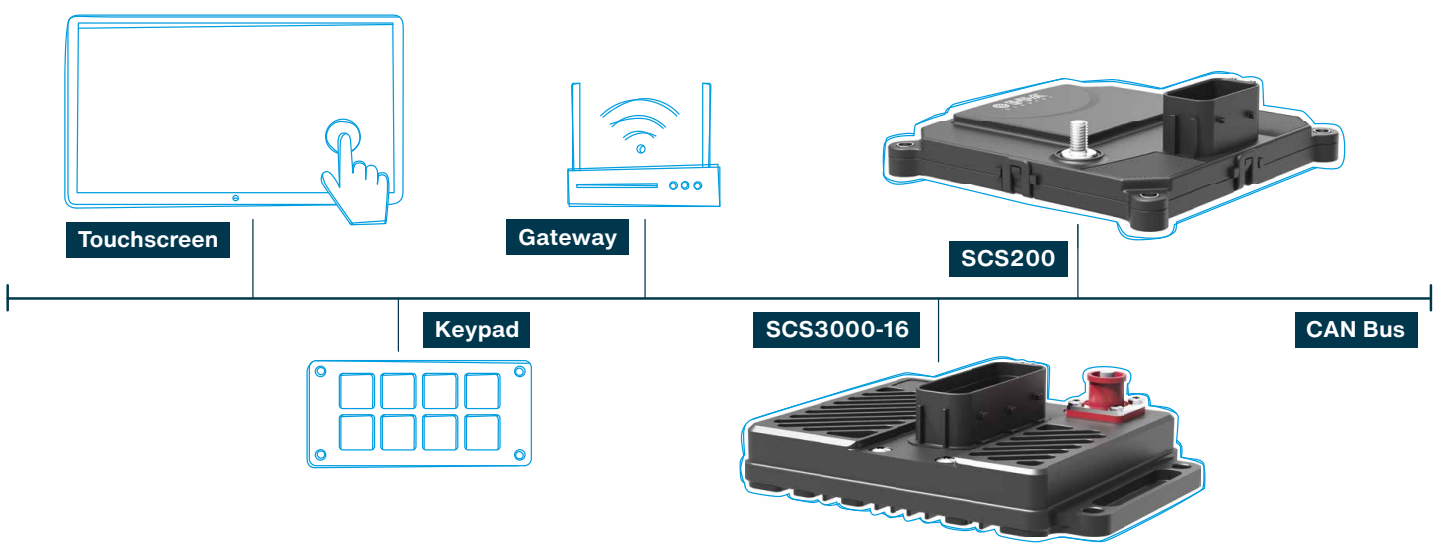 Touchscreen
Gateway
SCS200
Keypad
SCS3000-16
CAN Bus